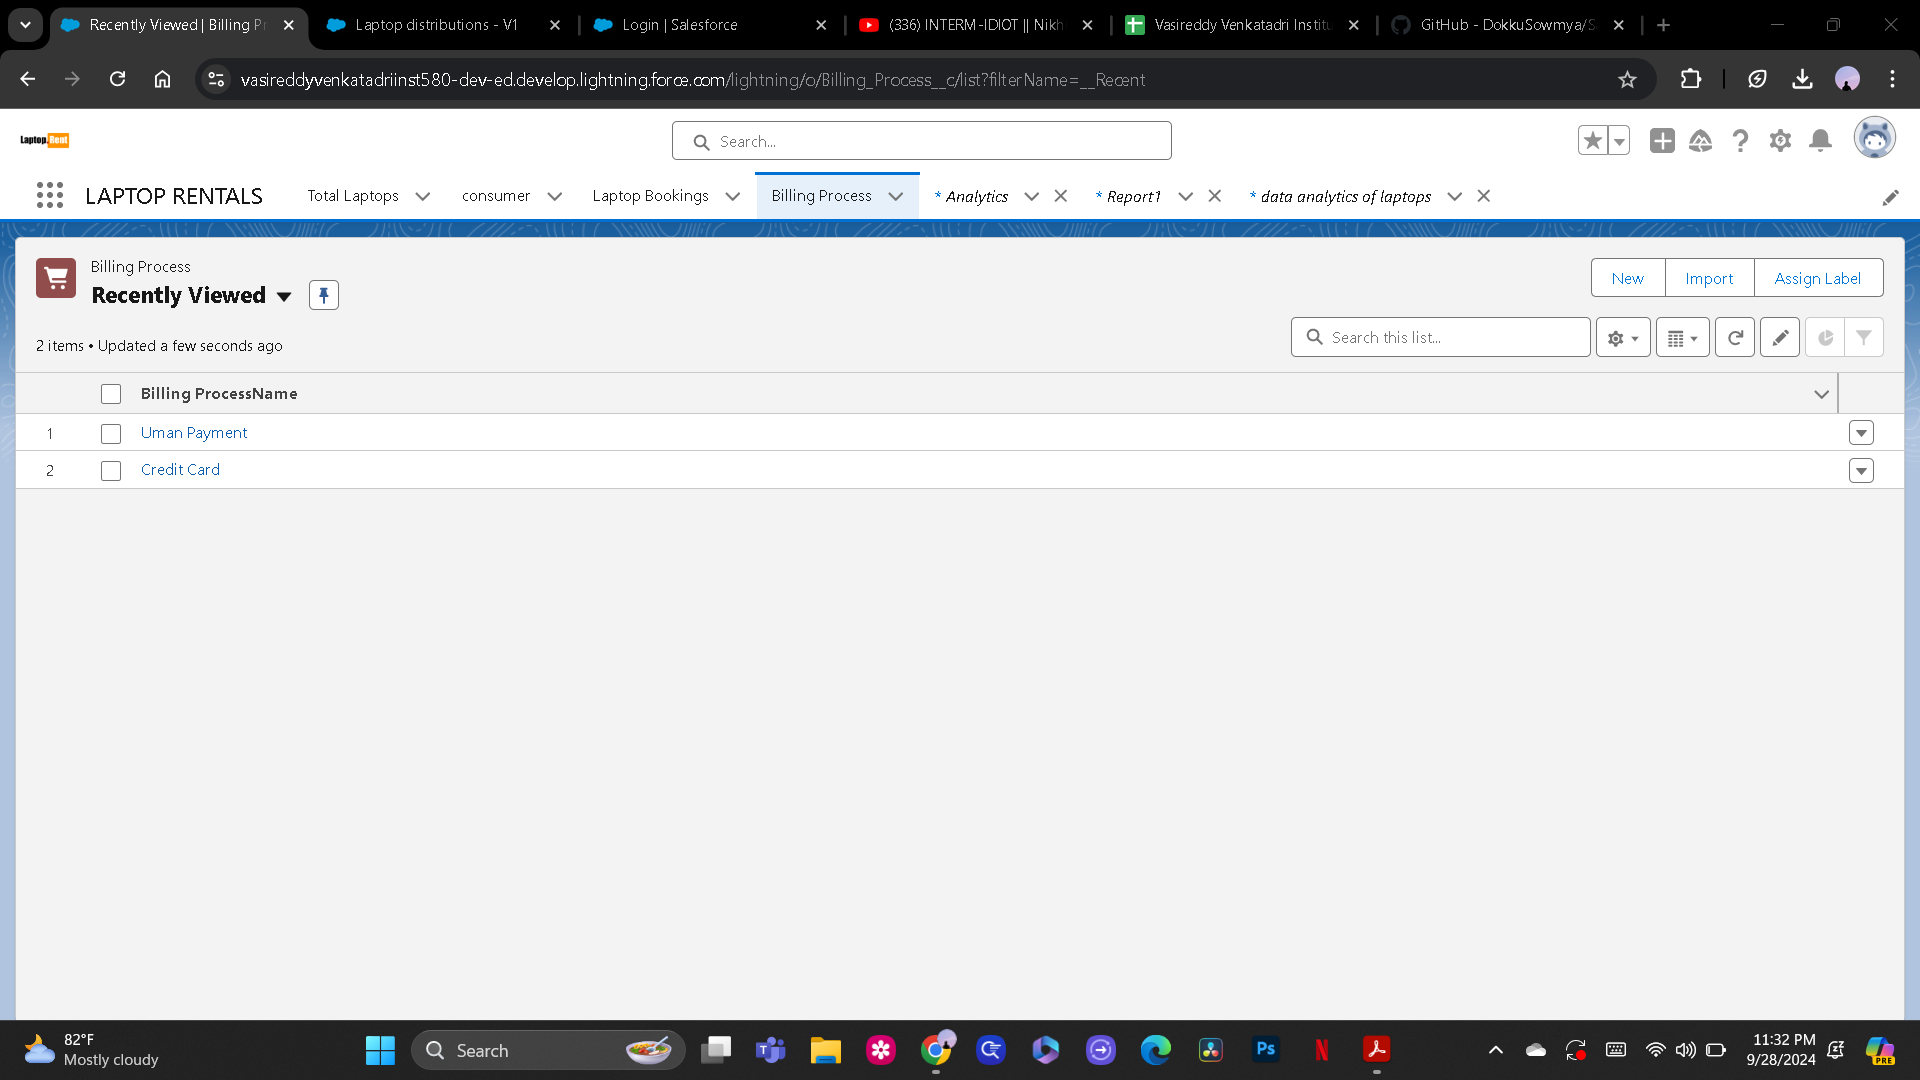 Recently Viewed | Billing Pr
Laptop distributions - V1
Login | Salesforce
(336) INTERM-IDIOT || Nikh
Vasireddy Venkatadri Institu
GitHub - DokkuSowmya/S
vasireddyvenkatadriinst580-dev-ed.develop.lightning.force.com/lightning/o/Billing_Process__c/list?filterName=__Recent
Laptop.Rent
Search...
LAPTOP RENTALS
Total Laptops
consumer
Laptop Bookings
Billing Process
* Analytics
* Report1
* data analytics of laptops
Billing Process
Recently Viewed
New
Import
Assign Label
2 items • Updated a few seconds ago
Search this list...
Billing ProcessName
1
Uman Payment
2
Credit Card
82°F
Mostly cloudy
Search
11:32 PM
9/28/2024
Ps
PRE